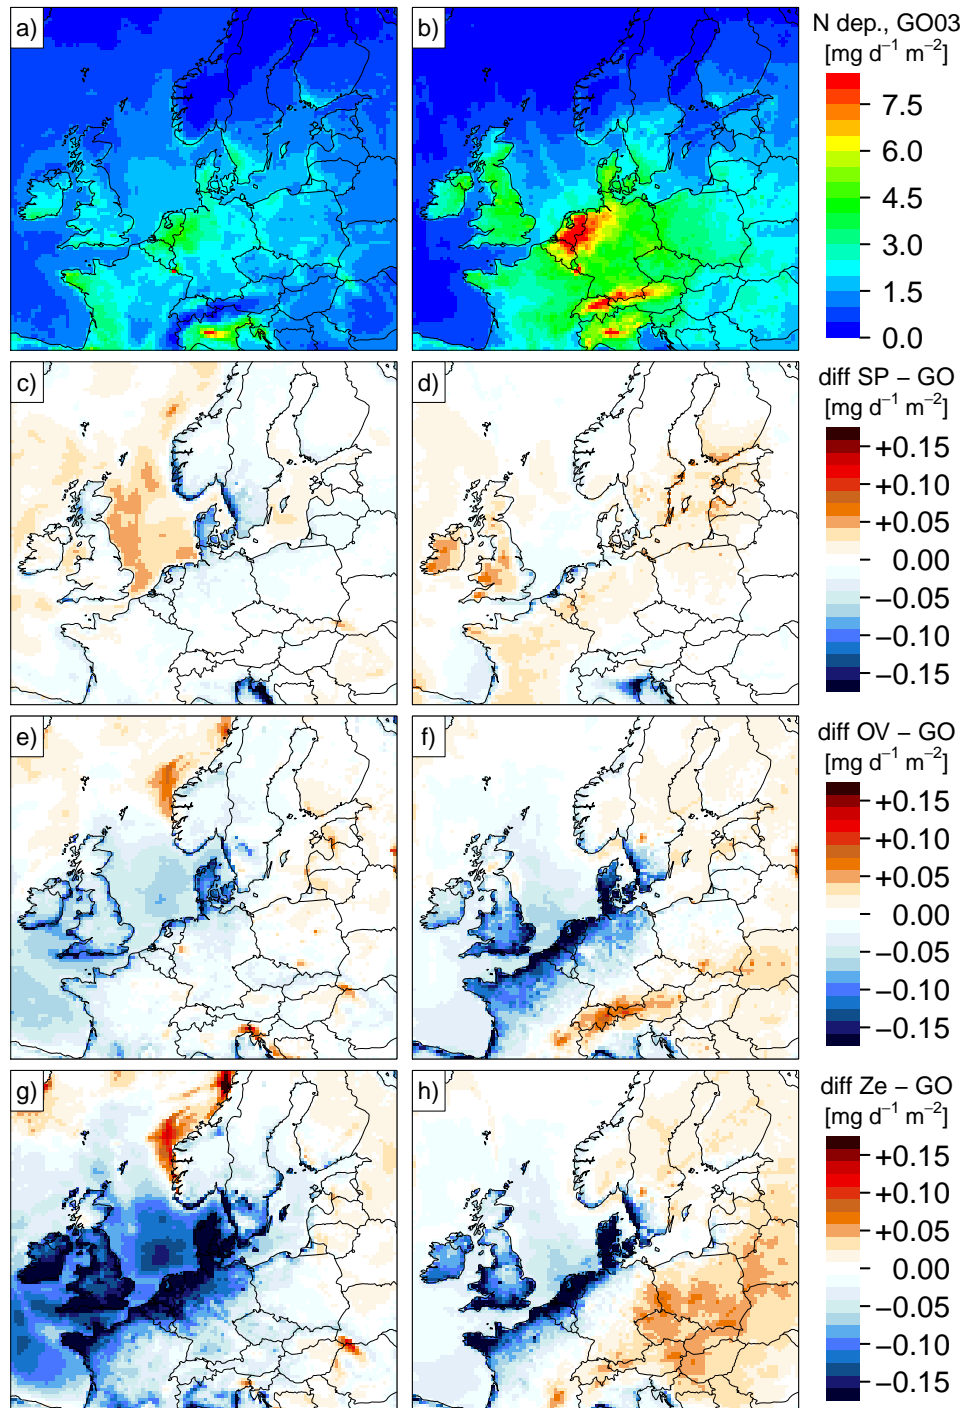 a)
b)
N dep., GO03
[mg d⁻¹ m⁻²]
7.5
6.0
4.5
3.0
1.5
0.0
c)
d)
diff SP − GO
[mg d⁻¹ m⁻²]
+0.15
+0.10
+0.05
0.00
−0.05
−0.10
−0.15
e)
f)
diff OV − GO
[mg d⁻¹ m⁻²]
+0.15
+0.10
+0.05
0.00
−0.05
−0.10
−0.15
g)
h)
diff Ze − GO
[mg d⁻¹ m⁻²]
+0.15
+0.10
+0.05
0.00
−0.05
−0.10
−0.15